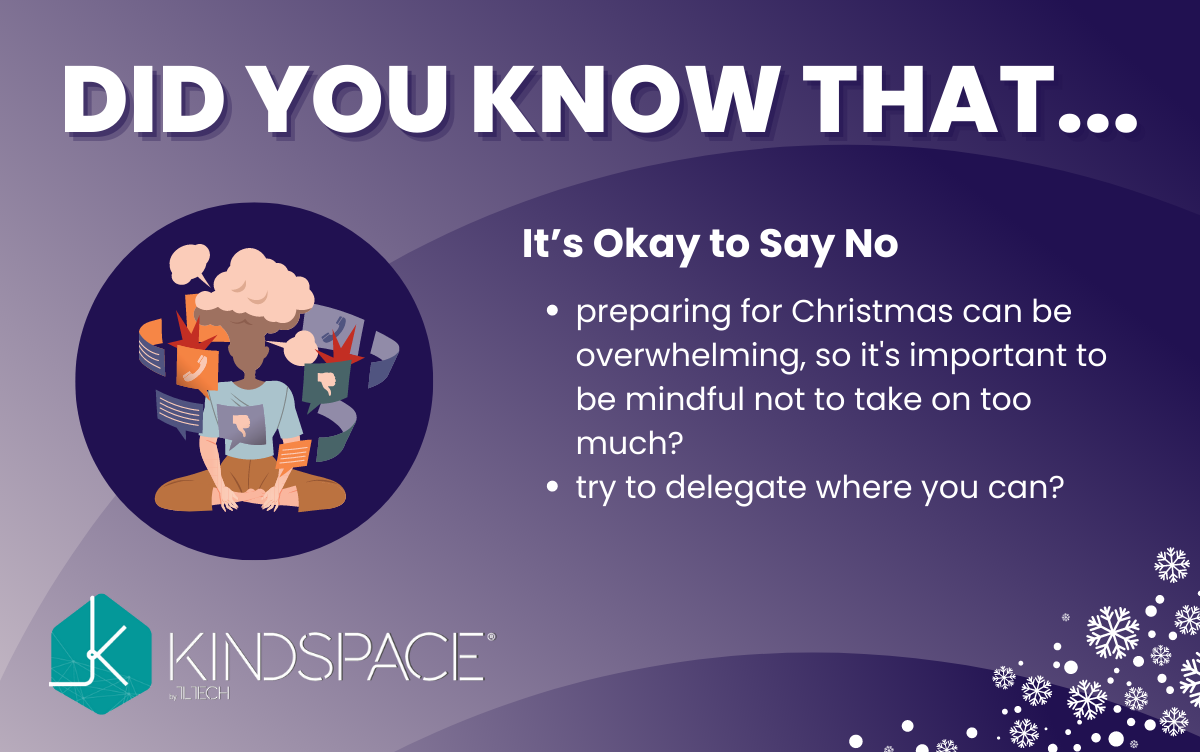 DID YOU KNOW THAT...
It’s Okay to Say No
• preparing for Christmas can be
overwhelming, so it's important to
be mindful not to take on too
much?
• try to delegate where you can?
KINDSPACE®
by TLTECH